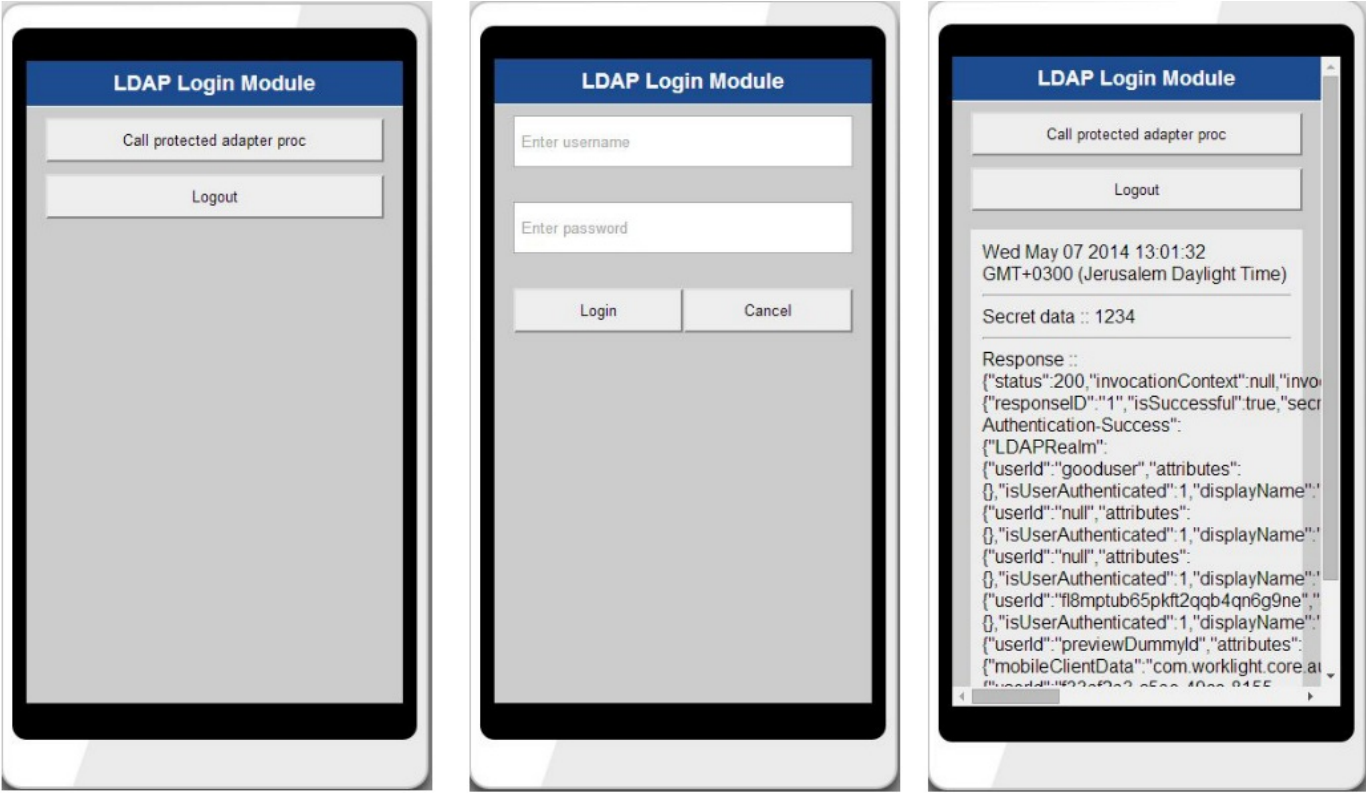 LDAP Login Module
Call protected adapter proc
Logout
LDAP Login Module
Enter username
Enter password
Login Cancel
LDAP Login Module
Call protected adapter proc
Logout
Wed May 07 2014 13:01:32
GMT+0300 (Jerusalem Daylight Time)
Secret data :: 1234
Response ::
{"status":200,"invocationContext":null,"invo
{"responseID":"1","isSuccessful":true,"secr
Authentication-Success":
{"LDAPRealm":
{"userId":"gooduser","attributes":
{},"isUserAuthenticated":1,"displayName":"
{"userId":"null","attributes":
{},"isUserAuthenticated":1,"displayName":"
{"userId":"null","attributes":
{},"isUserAuthenticated":1,"displayName":"
{"userId":"fl8mptub65pkft2qqb4qn6g9ne","
{},"isUserAuthenticated":1,"displayName":"
{"userId":"previewDummyId","attributes":
{"mobileClientData":"com.worklight.core.au